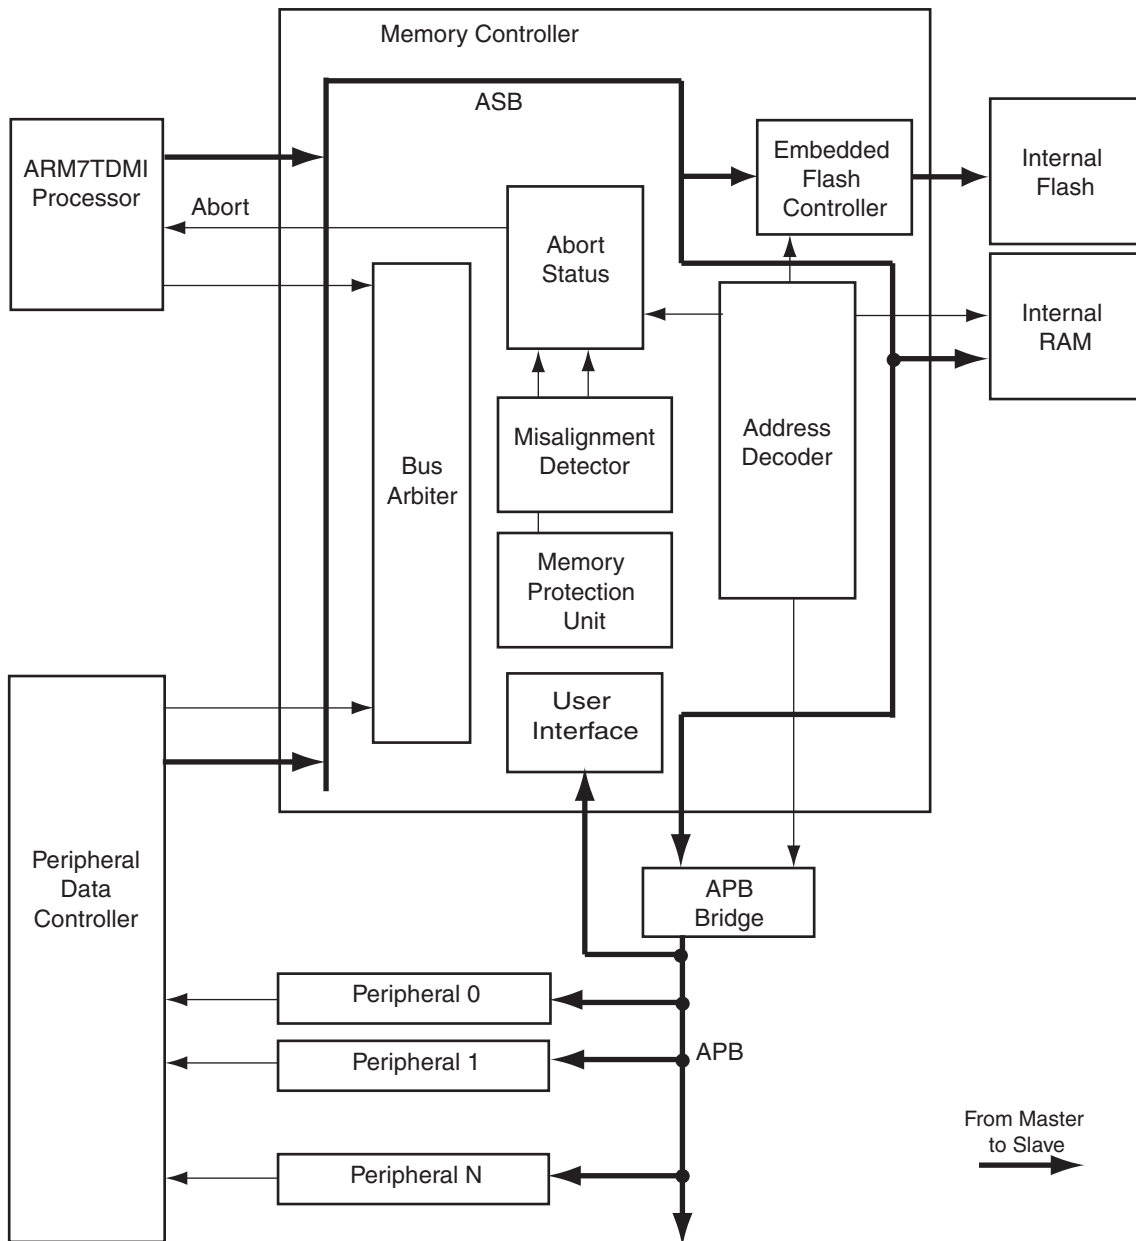 Memory Controller
ASB
ARM7TDMI
Processor
Abort
Embedded
Flash
Controller
Internal
Flash
Abort
Status
Internal
RAM
Bus
Arbiter
Misalignment
Detector
Address
Decoder
Memory
Protection
Unit
User
Interface
Peripheral
Data
Controller
APB
Bridge
Peripheral 0
Peripheral 1
APB
Peripheral N
From Master
to Slave